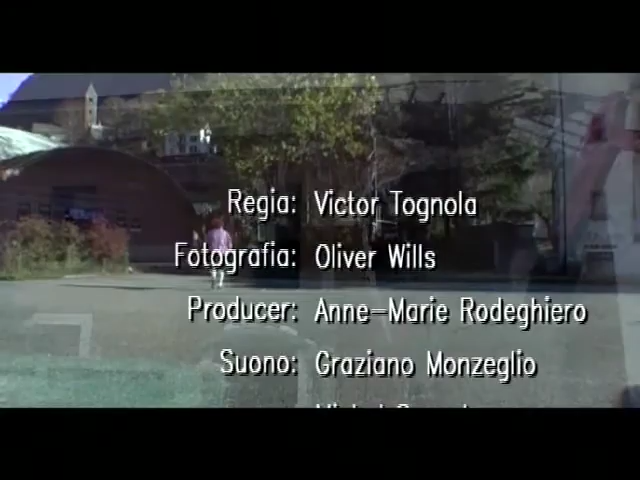 Regia: Victor Tognola
Fotografia: Oliver Wills
Producer: Anne-Marie Rodeghiero
Suono: Graziano Monzeglio